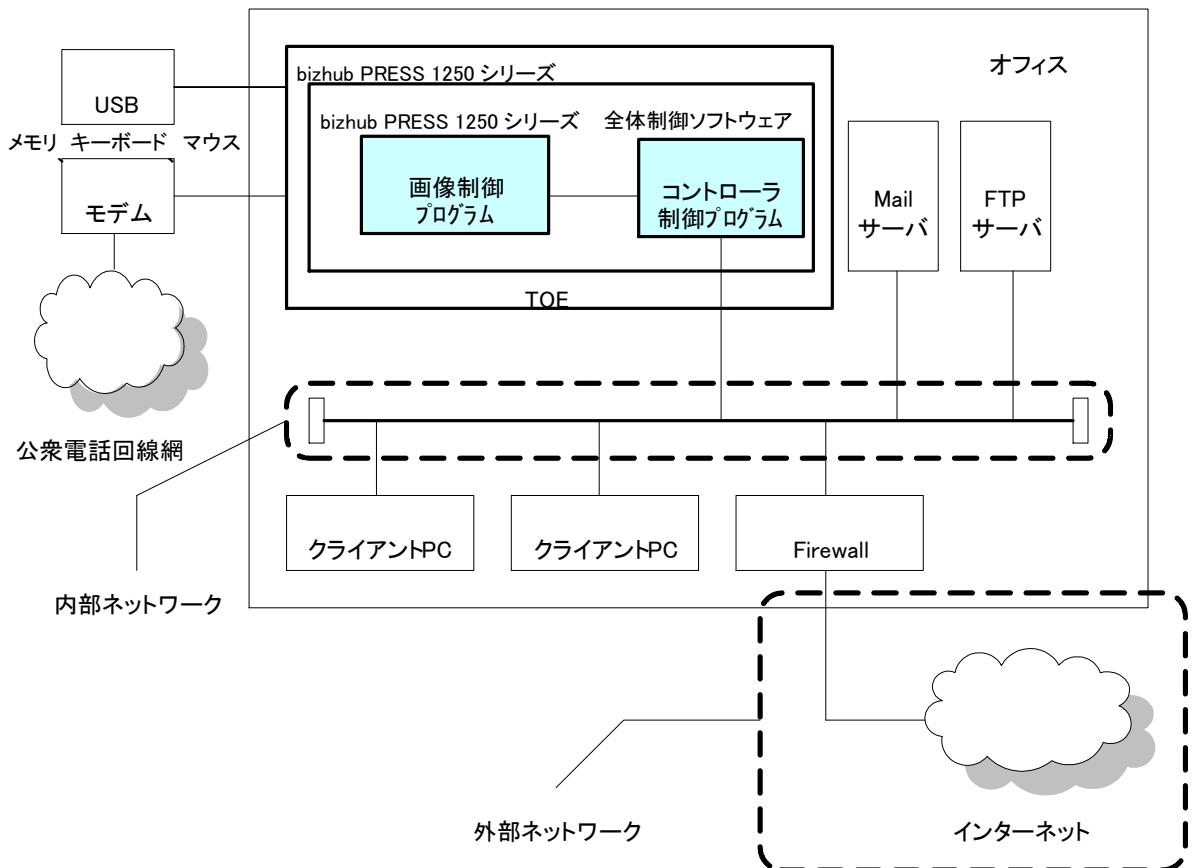 オフィス
bizhub PRESS 1250 シリーズ
USB
メモリ キーボード マウス
モデム
公衆電話回線網
bizhub PRESS 1250 シリーズ 全体制御ソフトウェア
画像制御
プログラム
コントローラ
制御プログラム
TOE
Mail
サーバ
FTP
サーバ
クライアントPC
クライアントPC
Firewall
内部ネットワーク
外部ネットワーク
インターネット